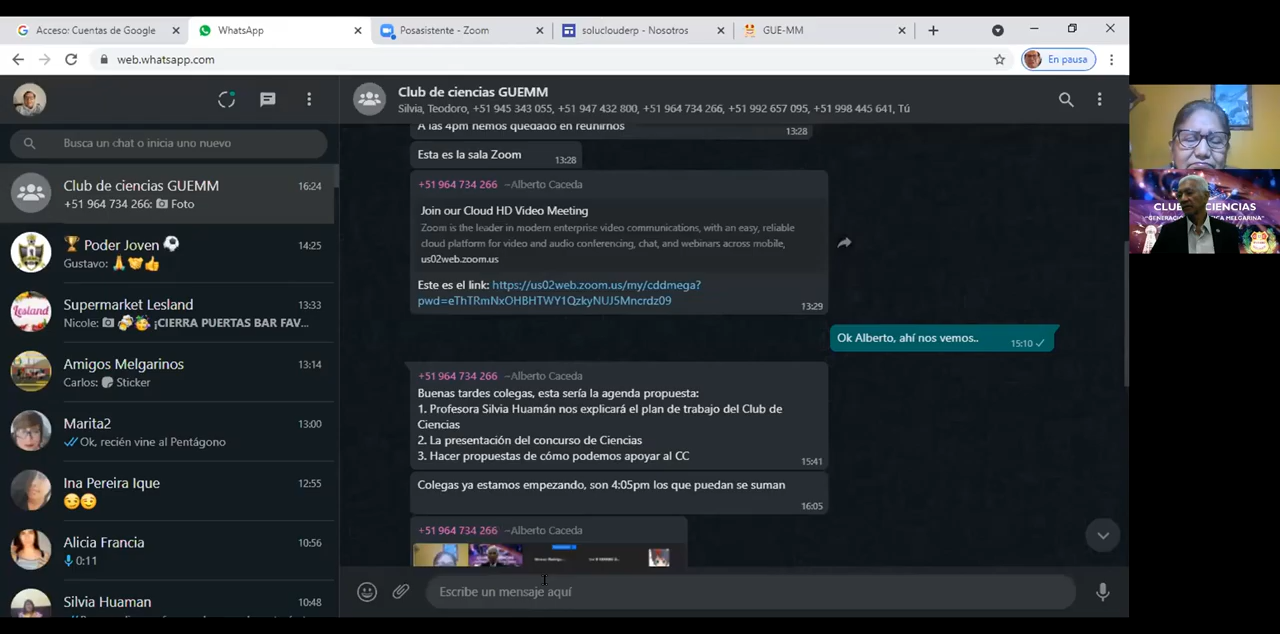 Acceso: Cuentas de Google
WhatsApp
Posasistente - Zoom
soluclouderp - Nosotros
GUE-MM
web.whatsapp.com
En pausa
Busca un chat o inicia uno nuevo
Club de ciencias GUEMM 16:24
+51 964 734 266: Foto
Poder Joven 14:25
Gustavo:
Supermarket Lesland 13:33
Nicole: ¡CIERRA PUERTAS BAR FAV...
Lesland
Amigos Melgarinos 13:14
Carlos: Sticker
Marita2 13:00
Ok, recién vine al Pentágono
Ina Pereira Ique 12:55
Alicia Francia 10:56
0:11
Silvia Huaman 10:48
Club de ciencias GUEMM
Silvia, Teodoro, +51 945 343 055, +51 947 432 800, +51 964 734 266, +51 992 657 095, +51 998 445 641, Tú
A las 4pm hemos quedado en reunirnos 13:28
Esta es la sala Zoom 13:28
+51 964 734 266 ~Alberto Caceda
Join our Cloud HD Video Meeting
Zoom is the leader in modern enterprise video communications, with an easy, reliable
cloud platform for video and audio conferencing, chat, and webinars across mobile,
us02web.zoom.us
Este es el link: https://us02web.zoom.us/my/cddmega?
pwd=eThTRmNxOHBHTWY1QzkyNUJ5Mncrdz09 13:29
Ok Alberto, ahí nos vemos.. 15:10
+51 964 734 266 ~Alberto Caceda
Buenas tardes colegas, esta sería la agenda propuesta:
1. Profesora Silvia Huamán nos explicará el plan de trabajo del Club de
Ciencias
2. La presentación del concurso de Ciencias
3. Hacer propuestas de cómo podemos apoyar al CC 15:41
Colegas ya estamos empezando, son 4:05pm los que puedan se suman
16:05
+51 964 734 266 ~Alberto Caceda
Escribe un mensaje aquí